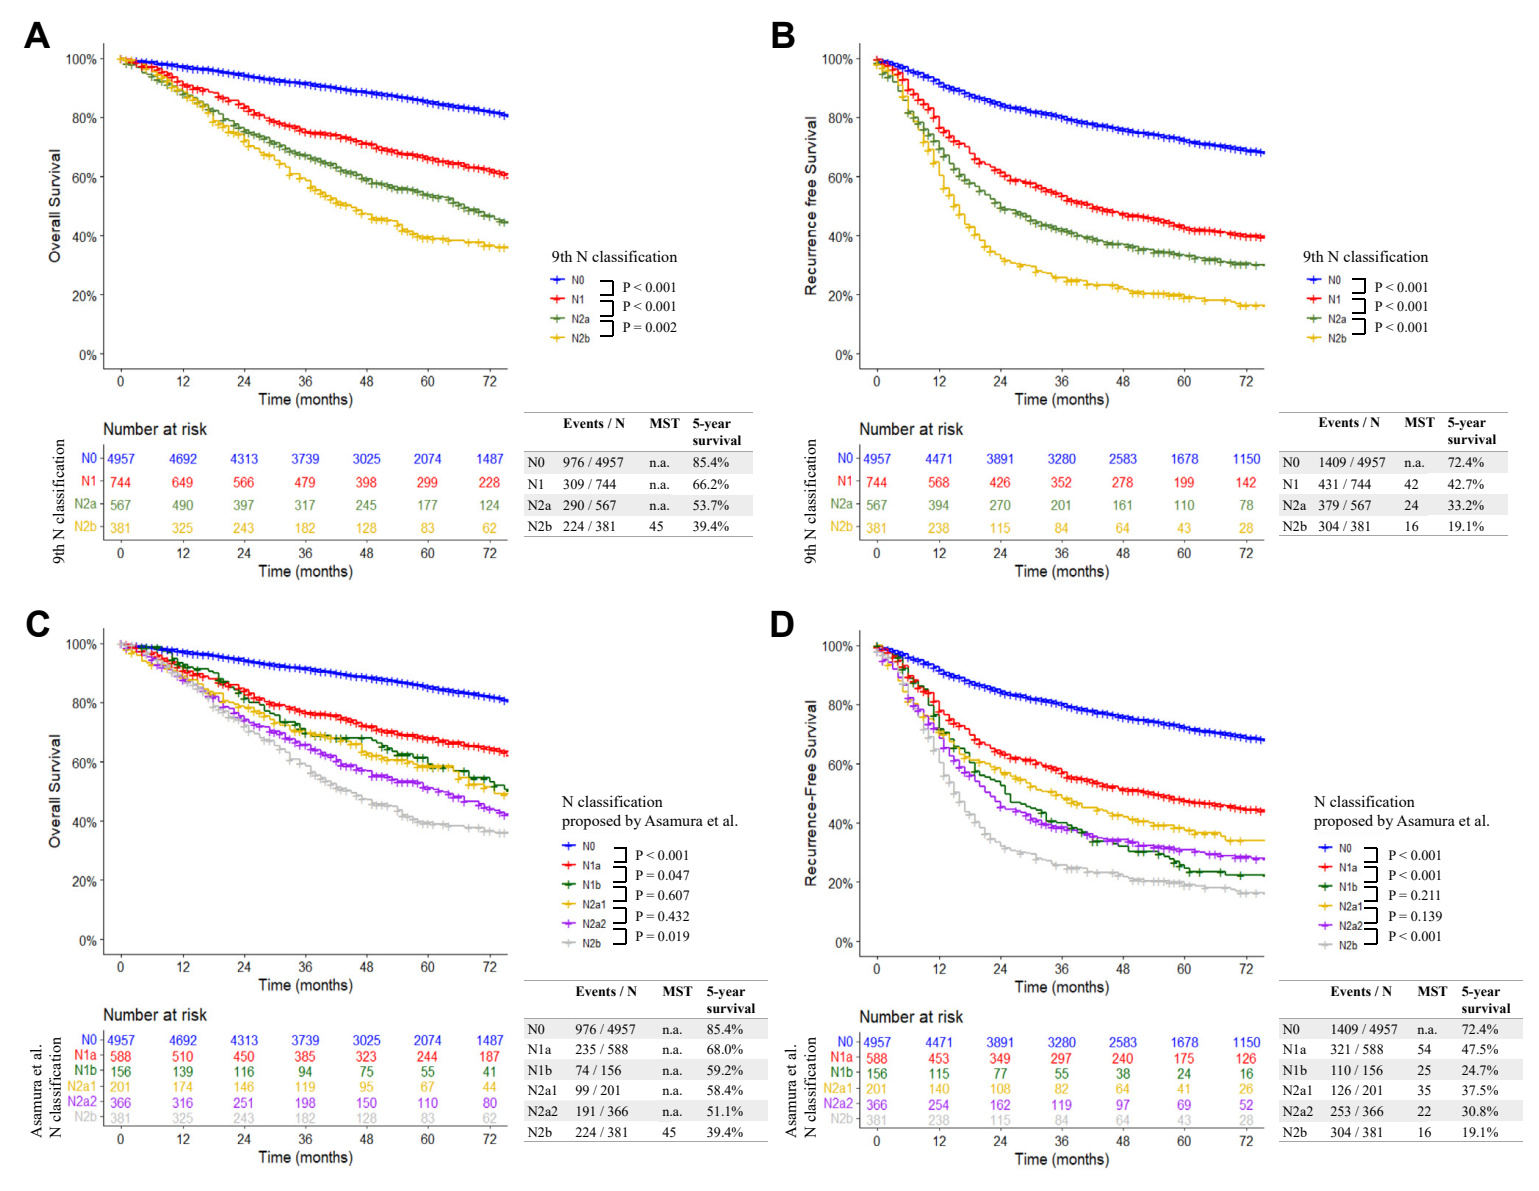 A
100%
80%
60%
40%
20%
0%
Overall Survival
0 12 24 36 48 60 72
Time (months)
9th N classification
N0
N1
N2a
N2b
P < 0.001
P < 0.001
P = 0.002
Number at risk
9th N classification
N0 4957 4692 4313 3739 3025 2074 1487
N1 744 649 566 479 398 299 228
N2a 567 490 397 317 245 177 124
N2b 381 325 243 182 128 83 62
0 12 24 36 48 60 72
Time (months)
Events / N MST 5-year survival
N0 976 / 4957 n.a. 85.4%
N1 309 / 744 n.a. 66.2%
N2a 290 / 567 n.a. 53.7%
N2b 224 / 381 45 39.4%
B
100%
80%
60%
40%
20%
0%
Recurrence free Survival
0 12 24 36 48 60 72
Time (months)
9th N classification
N0
N1
N2a
N2b
P < 0.001
P < 0.001
P < 0.001
Number at risk
9th N classification
N0 4957 4471 3891 3280 2583 1678 1150
N1 744 568 426 352 278 199 142
N2a 567 394 270 201 161 110 78
N2b 381 238 115 84 64 43 28
0 12 24 36 48 60 72
Time (months)
Events / N MST 5-year survival
N0 1409 / 4957 n.a. 72.4%
N1 431 / 744 42 42.7%
N2a 379 / 567 24 33.2%
N2b 304 / 381 16 19.1%
C
100%
80%
60%
40%
20%
0%
Overall Survival
0 12 24 36 48 60 72
Time (months)
N classification
proposed by Asamura et al.
N0
N1a
N1b
N2a1
N2a2
N2b
P < 0.001
P = 0.047
P = 0.607
P = 0.432
P = 0.019
Number at risk
Asamura et al.
N classification
N0 4957 4692 4313 3739 3025 2074 1487
N1a 588 510 450 385 323 244 187
N1b 156 139 116 94 75 55 41
N2a1 201 174 146 119 95 67 44
N2a2 366 316 251 198 150 110 80
N2b 381 325 243 182 128 83 62
0 12 24 36 48 60 72
Time (months)
Events / N MST 5-year survival
N0 976 / 4957 n.a. 85.4%
N1a 235 / 588 n.a. 68.0%
N1b 74 / 156 n.a. 59.2%
N2a1 99 / 201 n.a. 58.4%
N2a2 191 / 366 n.a. 51.1%
N2b 224 / 381 45 39.4%
D
100%
80%
60%
40%
20%
0%
Recurrence-Free Survival
0 12 24 36 48 60 72
Time (months)
N classification
proposed by Asamura et al.
N0
N1a
N1b
N2a1
N2a2
N2b
P < 0.001
P < 0.001
P = 0.211
P = 0.139
P < 0.001
Number at risk
Asamura et al.
N classification
N0 4957 4471 3891 3280 2583 1678 1150
N1a 588 453 349 297 240 175 126
N1b 156 115 77 55 38 24 16
N2a1 201 140 108 82 64 41 26
N2a2 366 254 162 119 97 69 52
N2b 381 238 115 84 64 43 28
0 12 24 36 48 60 72
Time (months)
Events / N MST 5-year survival
N0 1409 / 4957 n.a. 72.4%
N1a 321 / 588 54 47.5%
N1b 110 / 156 25 24.7%
N2a1 126 / 201 35 37.5%
N2a2 253 / 366 22 30.8%
N2b 304 / 381 16 19.1%